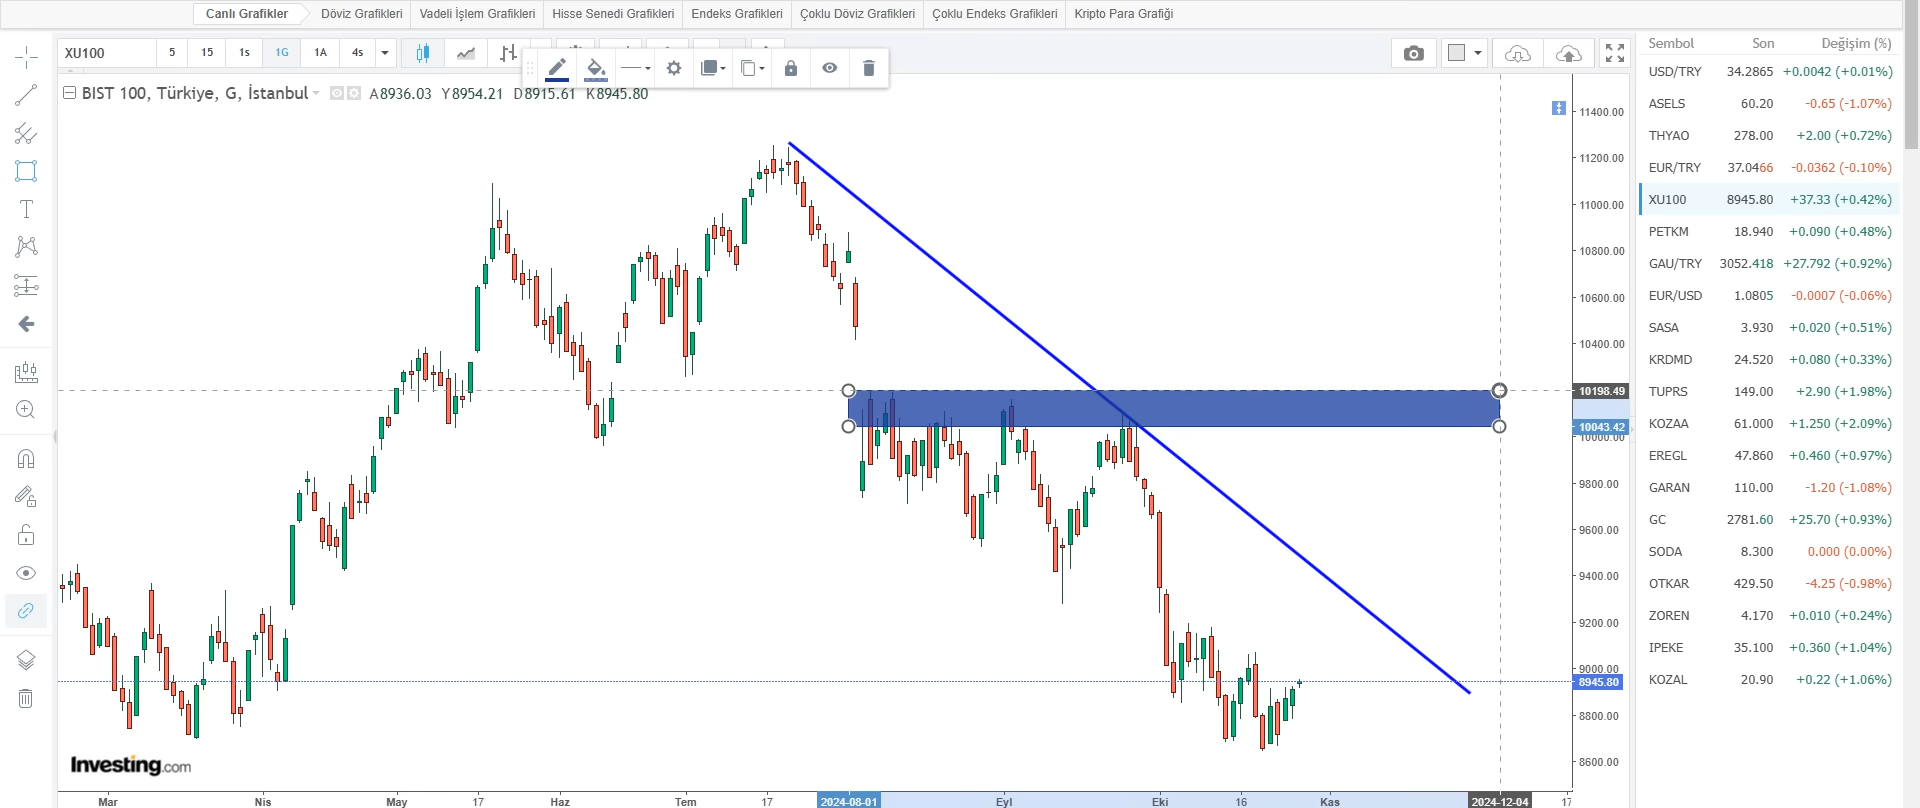 Canlı Grafikler Döviz Grafikleri Vadeli İşlem Grafikleri Hisse Senedi Grafikleri Endeks Grafikleri Çoklu Döviz Grafikleri Çoklu Endeks Grafikleri Kripto Para Grafiği
XU100 5 15 1s 1G 1A 4s
BIST 100, Türkiye, G, İstanbul A8936.03 Y8954.21 D8915.61 K8945.80
11400.00
11200.00
11000.00
10800.00
10600.00
10400.00
10198.49
10043.42
10000.00
9800.00
9600.00
9400.00
9200.00
9000.00
8945.80
8800.00
8600.00
Investing.com
Mar Nis May 17 Haz Tem 17 2024-08-01 Eyl Eki 16 Kas 2024-12-04 17
Sembol Son Değişim (%)
USD/TRY 34.2865 +0.0042 (+0.01%)
ASELS 60.20 -0.65 (-1.07%)
THYAO 278.00 +2.00 (+0.72%)
EUR/TRY 37.0466 -0.0362 (-0.10%)
XU100 8945.80 +37.33 (+0.42%)
PETKM 18.940 +0.090 (+0.48%)
GAU/TRY 3052.418 +27.792 (+0.92%)
EUR/USD 1.0805 -0.0007 (-0.06%)
SASA 3.930 +0.020 (+0.51%)
KRDMD 24.520 +0.080 (+0.33%)
TUPRS 149.00 +2.90 (+1.98%)
KOZAA 61.000 +1.250 (+2.09%)
EREGL 47.860 +0.460 (+0.97%)
GARAN 110.00 -1.20 (-1.08%)
GC 2781.60 +25.70 (+0.93%)
SODA 8.300 0.000 (0.00%)
OTKAR 429.50 -4.25 (-0.98%)
ZOREN 4.170 +0.010 (+0.24%)
IPEKE 35.100 +0.360 (+1.04%)
KOZAL 20.90 +0.22 (+1.06%)